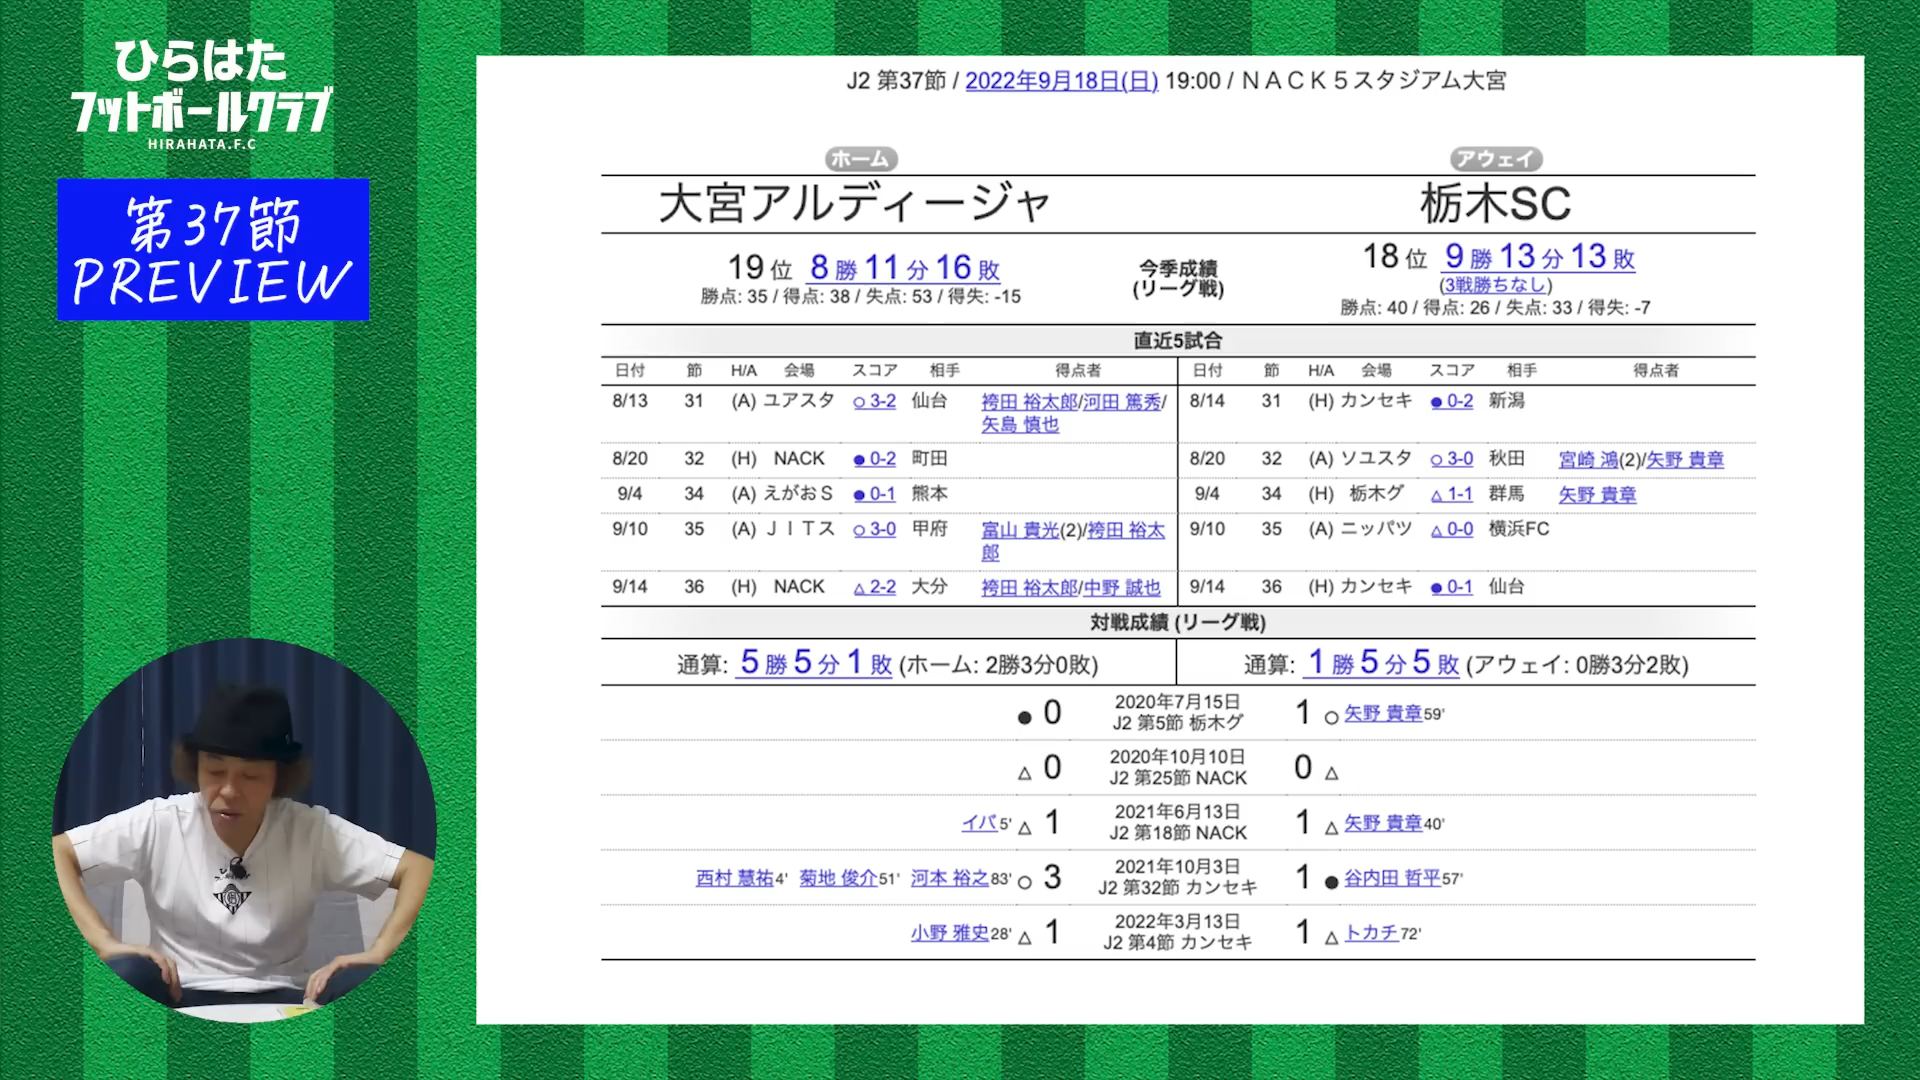 ひらはた
フットボールクラブ
HIRAHATA.F.C
第37節
PREVIEW
J2 第37節 / 2022年9月18日(日) 19:00 / ＮＡＣＫ５スタジアム大宮
ホーム アウェイ
大宮アルディージャ 栃木SC
19位 8勝11分16敗 今季成績 (リーグ戦) 18位 9勝13分13敗
(3戦勝ちなし)
勝点: 35 / 得点: 38 / 失点: 53 / 得失: -15 勝点: 40 / 得点: 26 / 失点: 33 / 得失: -7
直近5試合
日付 節 H/A 会場 スコア 相手 得点者 日付 節 H/A 会場 スコア 相手 得点者
8/13 31 (A) ユアスタ ○ 3-2 仙台 袴田 裕太郎/河田 篤秀/ 8/14 31 (H) カンセキ ● 0-2 新潟
矢島 慎也
8/20 32 (H) NACK ● 0-2 町田 8/20 32 (A) ソユスタ ○ 3-0 秋田 宮崎 鴻(2)/矢野 貴章
9/4 34 (A) えがおＳ ● 0-1 熊本 9/4 34 (H) 栃木グ △ 1-1 群馬 矢野 貴章
9/10 35 (A) ＪＩＴス ○ 3-0 甲府 富山 貴光(2)/袴田 裕太 9/10 35 (A) ニッパツ △ 0-0 横浜FC
郎
9/14 36 (H) NACK △ 2-2 大分 袴田 裕太郎/中野 誠也 9/14 36 (H) カンセキ ● 0-1 仙台
対戦成績 (リーグ戦)
通算: 5勝5分1敗 (ホーム: 2勝3分0敗) 通算: 1勝5分5敗 (アウェイ: 0勝3分2敗)
● 0 2020年7月15日 1 ○ 矢野 貴章59'
J2 第5節 栃木グ
△ 0 2020年10月10日 0 △
J2 第25節 NACK
イバ5' △ 1 2021年6月13日 1 △ 矢野 貴章40'
J2 第18節 NACK
西村 慧祐4' 菊地 俊介51' 河本 裕之83' ○ 3 2021年10月3日 1 ● 谷内田 哲平57'
J2 第32節 カンセキ
小野 雅史28' △ 1 2022年3月13日 1 △ トカチ72'
J2 第4節 カンセキ